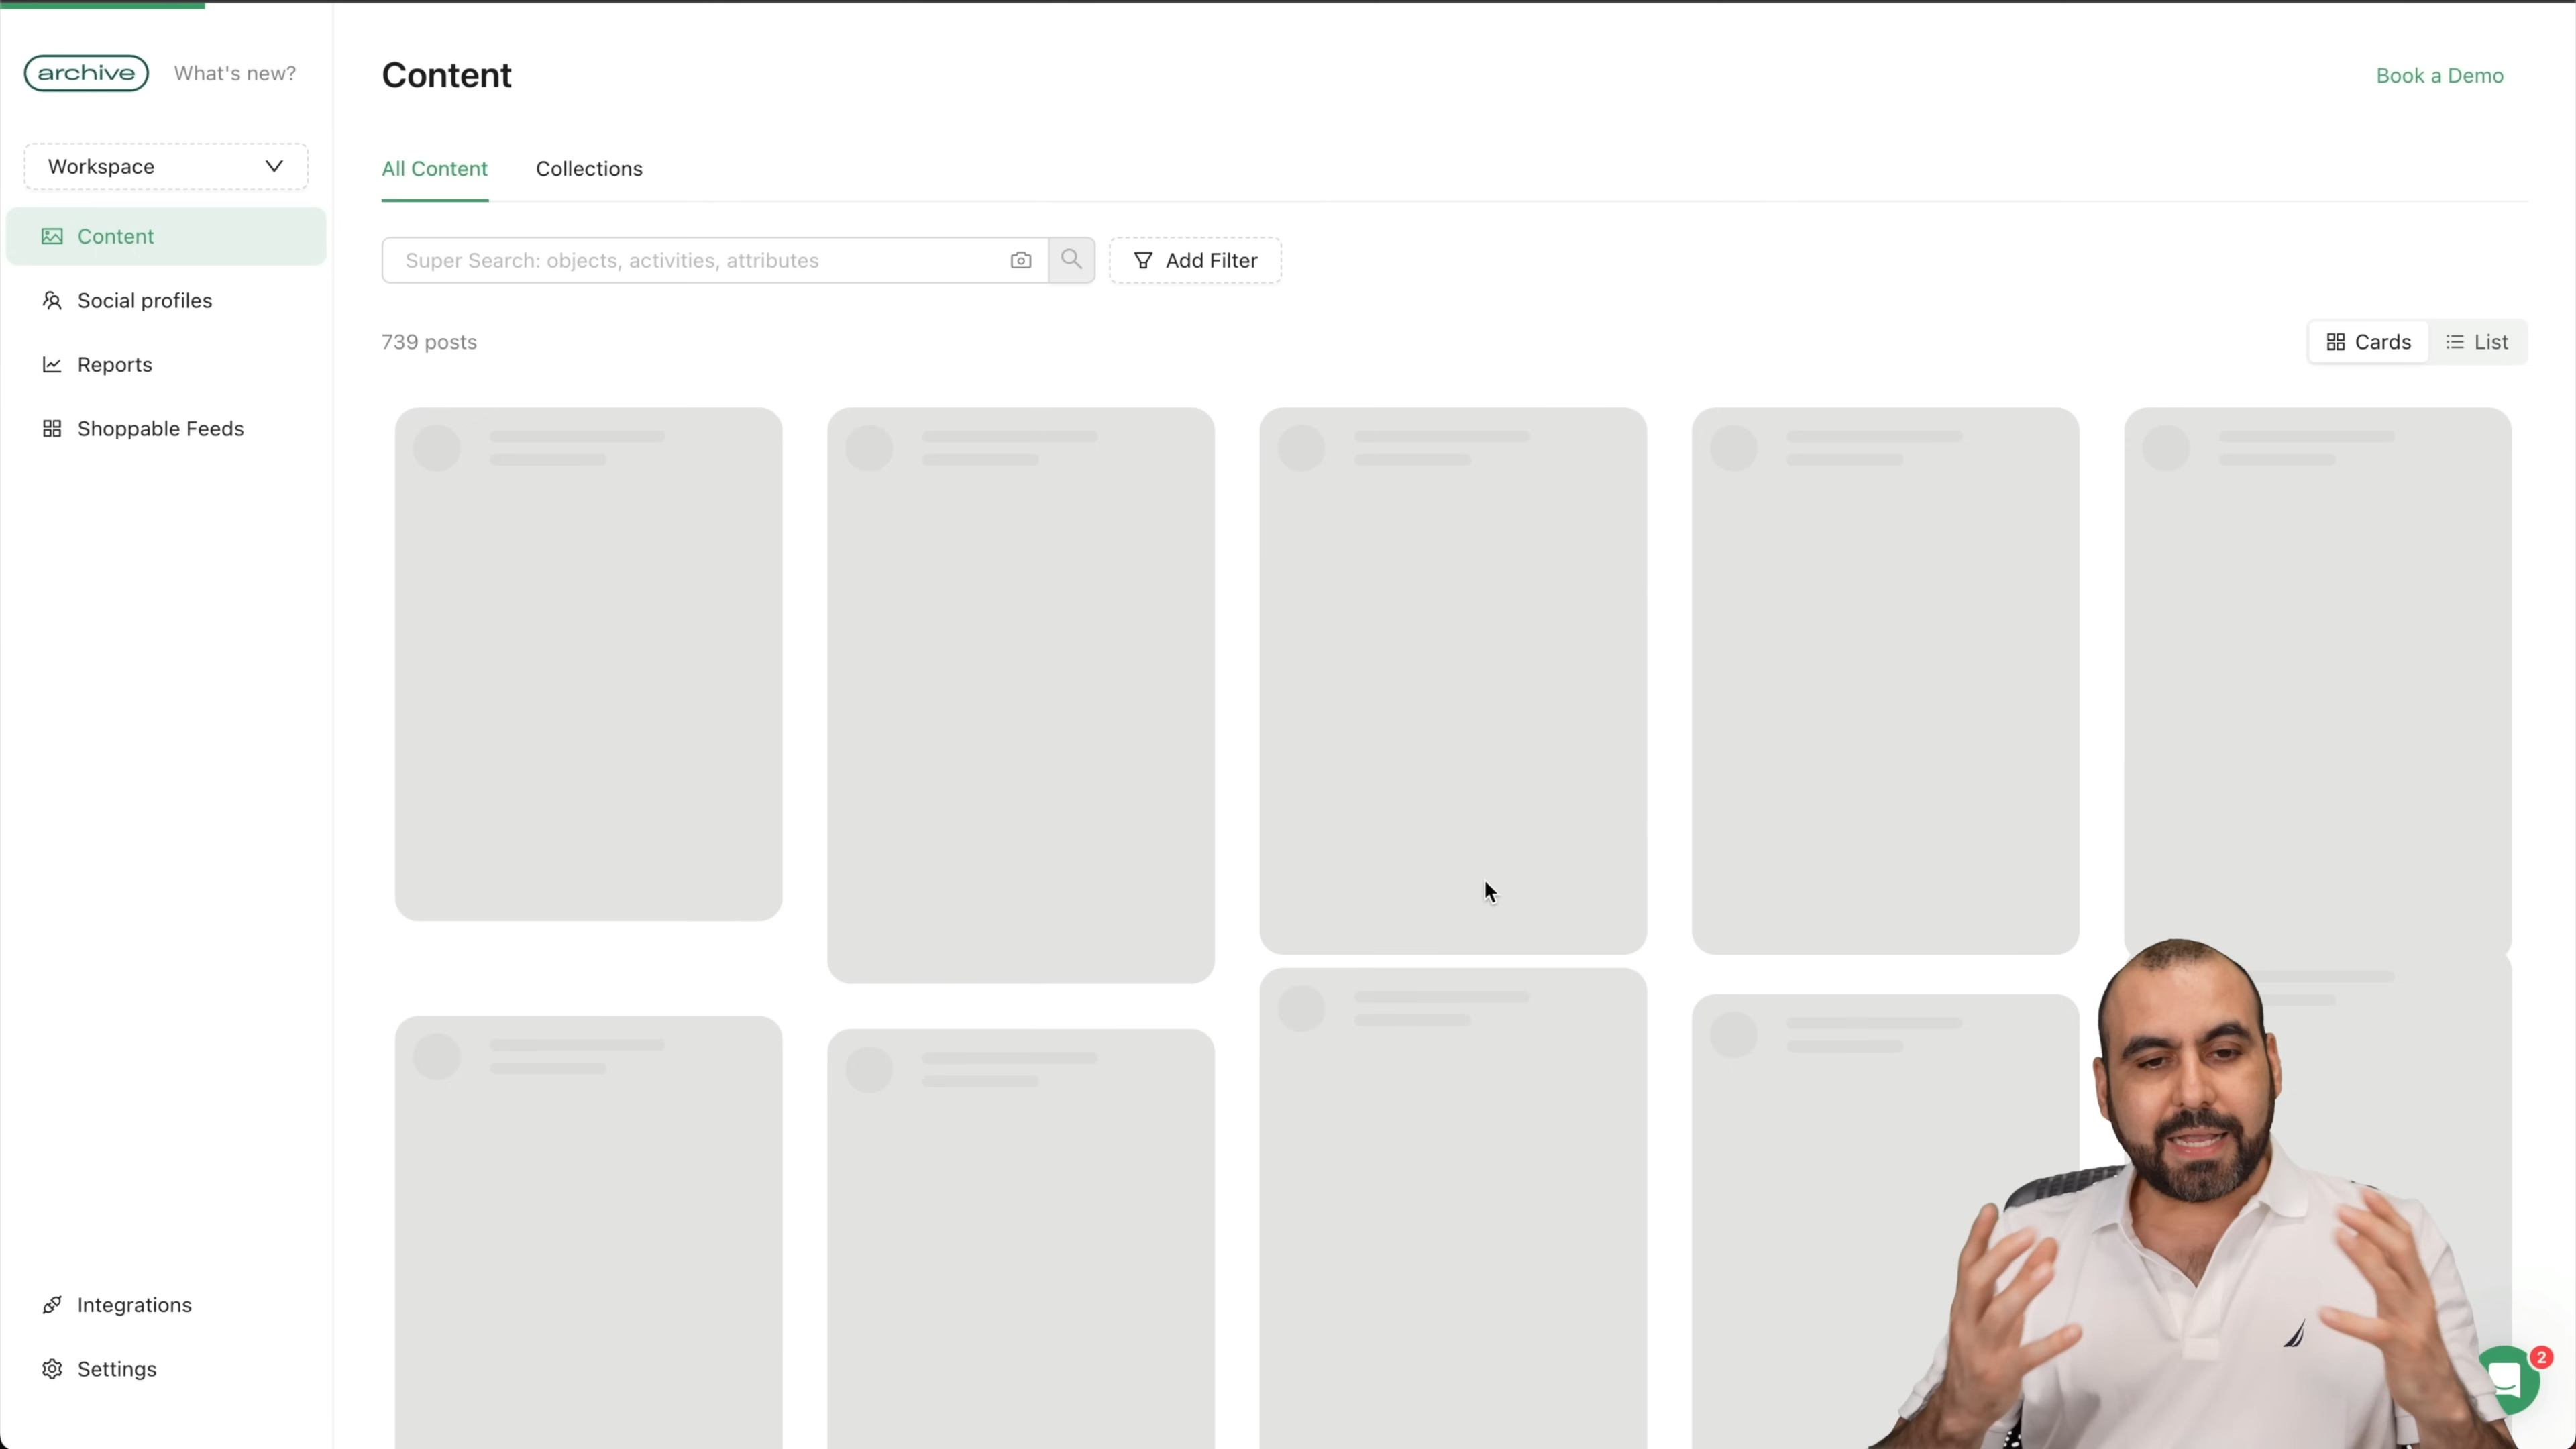 archive
What's new?
Workspace
Content
Social profiles
Reports
Shoppable Feeds
Integrations
Settings
Content
Book a Demo
All Content
Collections
Super Search: objects, activities, attributes
Add Filter
739 posts
Cards
List
2